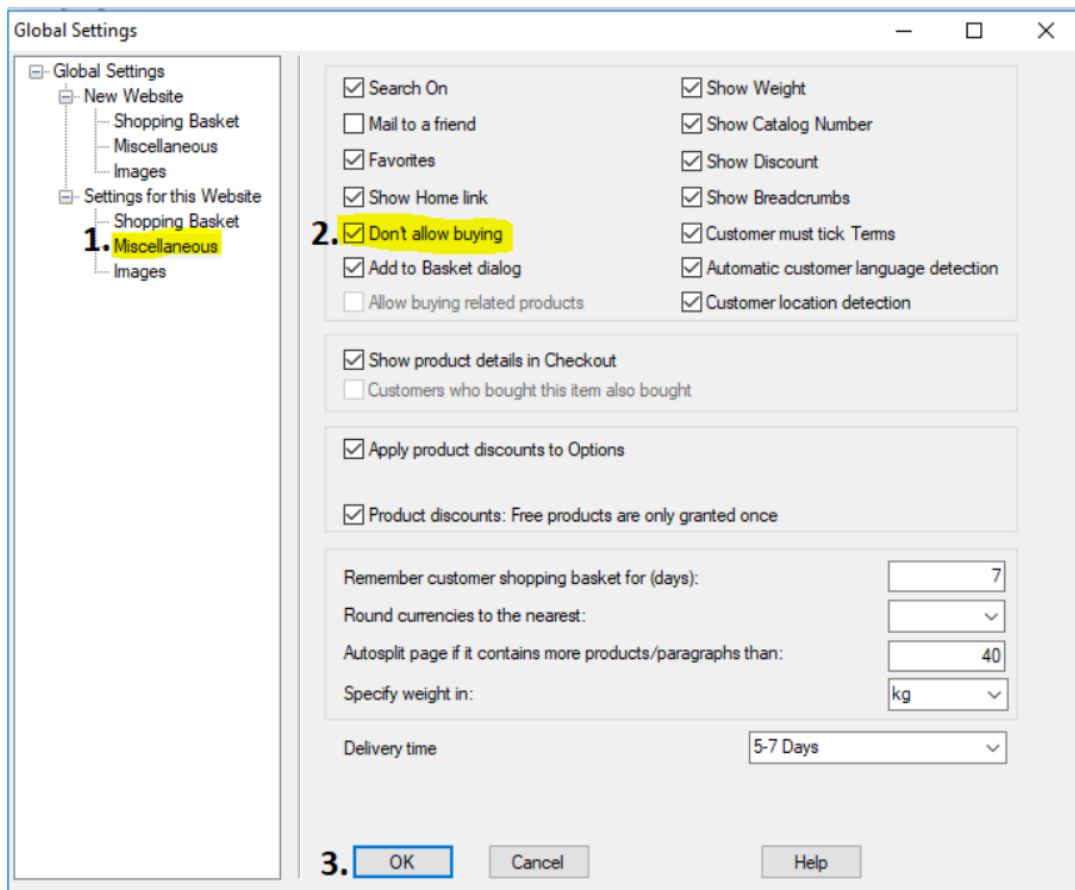 Global Settings
Global Settings
New Website
Shopping Basket
Miscellaneous
Images
Settings for this Website
Shopping Basket
1. Miscellaneous
Images
Search On
Mail to a friend
Favorites
Show Home link
2. Don't allow buying
Add to Basket dialog
Allow buying related products
Show Weight
Show Catalog Number
Show Discount
Show Breadcrumbs
Customer must tick Terms
Automatic customer language detection
Customer location detection
Show product details in Checkout
Customers who bought this item also bought
Apply product discounts to Options
Product discounts: Free products are only granted once
Remember customer shopping basket for (days): 7
Round currencies to the nearest:
Autosplit page if it contains more products/paragraphs than: 40
Specify weight in: kg
Delivery time 5-7 Days
3. OK Cancel Help